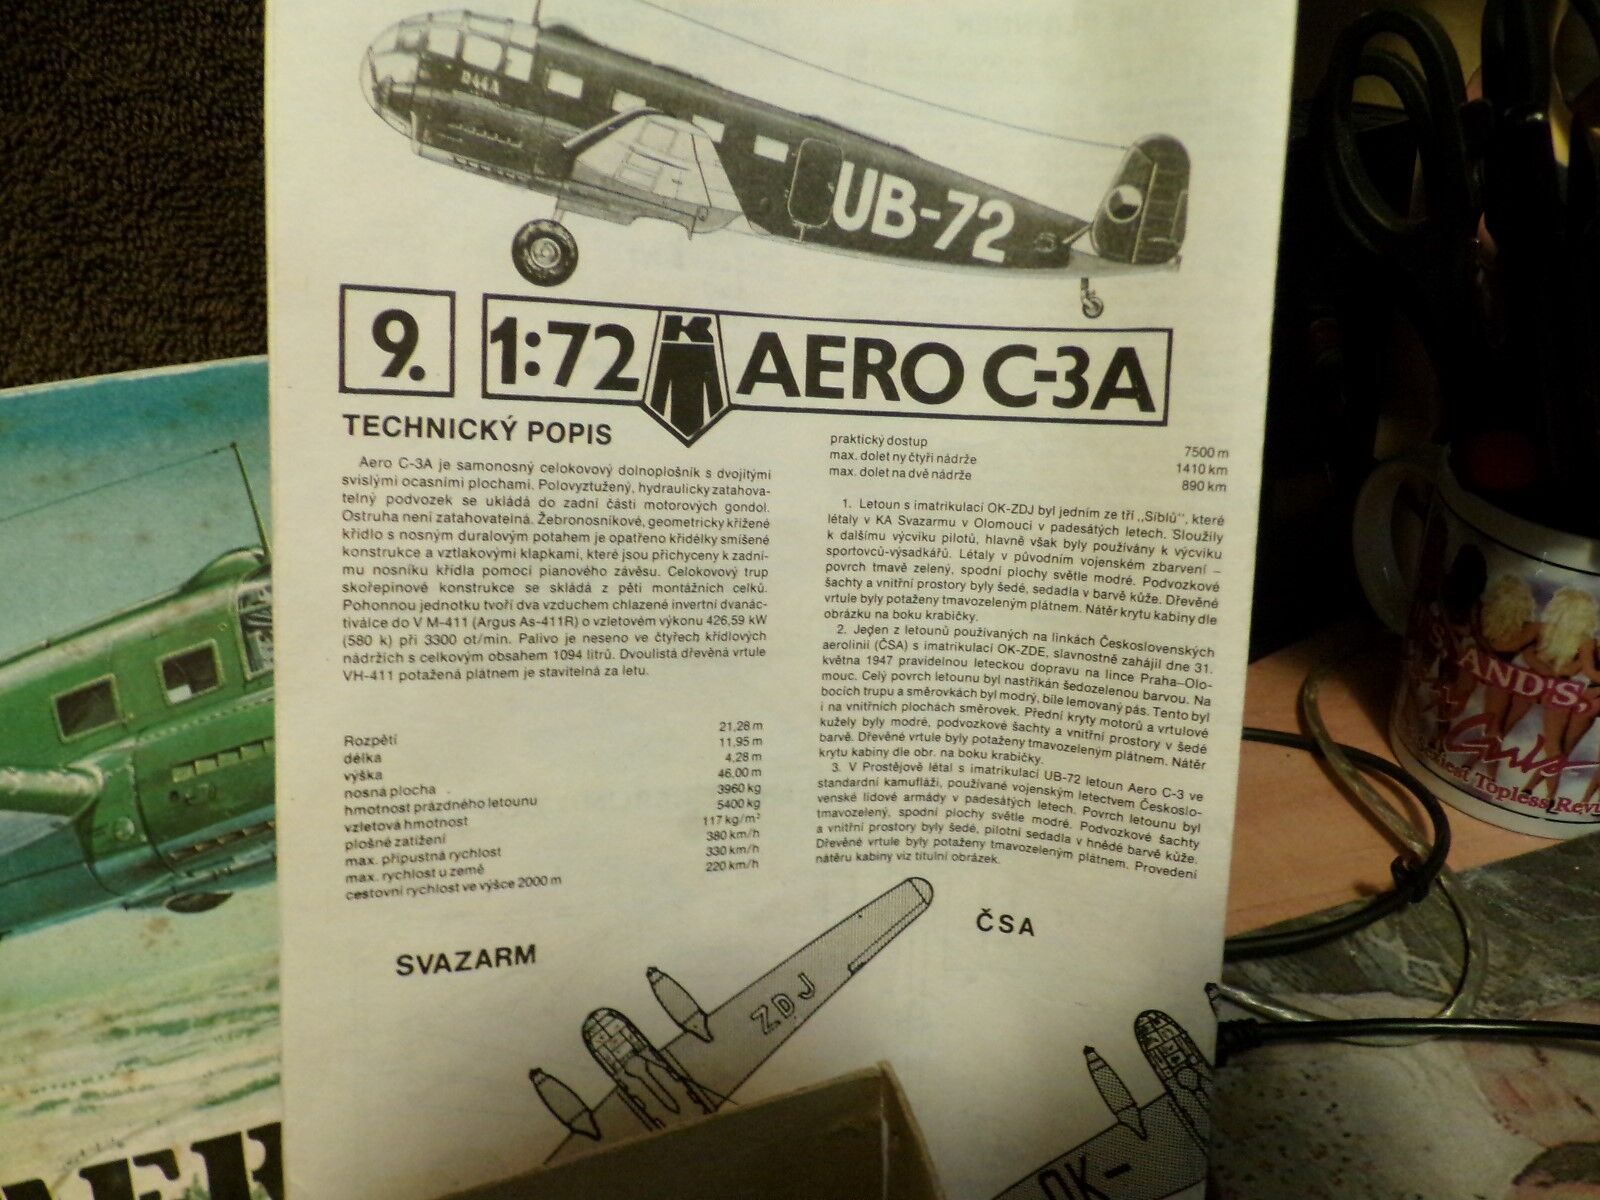 B44A
UB-72
9. 1:72 K AERO C-3A
TECHNICKÝ POPIS
Aero C-3A je samonosný celokovový dolnoplošník s dvojitými
svislými ocasními plochami. Polovyztužený, hydraulicky zatahova-
telný podvozek se ukládá do zadní části motorových gondol.
Ostruha není zatahovatelná. Žebronosníkové, geometricky křížené
křídlo s nosným duralovým potahem je opatřeno křidélky smíšené
konstrukce a vztlakovými klapkami, které jsou přichyceny k zadní-
mu nosníku křídla pomocí pianového závěsu. Celokovový trup
skořepinové konstrukce se skládá z pěti montážních celků.
Pohonnou jednotku tvoří dva vzduchem chlazené invertní dvanác-
tiválce do V M-411 (Argus As-411R) o vzletovém výkonu 426,59 kW
(580 k) při 3300 ot/min. Palivo je neseno ve čtyřech křídlových
nádržích s celkovým obsahem 1094 litrů. Dvoulistá dřevěná vrtule
VH-411 potažená plátnem je stavitelná za letu.
Rozpětí 21,28 m
délka 11,95 m
výška 4,28 m
nosná plocha 46,00 m
hmotnost prázdného letounu 3960 kg
vzletová hmotnost 5400 kg
plošné zatížení 117 kg/m²
max. přípustná rychlost 380 km/h
max. rychlost u země 330 km/h
cestovní rychlost ve výšce 2000 m 220 km/h
praktický dostup 7500 m
max. dolet ny čtyři nádrže 1410 km
max. dolet na dvě nádrže 890 km
1. Letoun s imatrikulací OK-ZDJ byl jedním ze tří „Síblů“, které
létaly v KA Svazarmu v Olomouci v padesátých letech. Sloužily
k dalšímu výcviku pilotů, hlavně však byly používány k výcviku
sportovců-výsadkářů. Létaly v původním vojenském zbarvení –
povrch tmavě zelený, spodní plochy světle modré. Podvozkové
šachty a vnitřní prostory byly šedé, sedadla v barvě kůže. Dřevěné
vrtule byly potaženy tmavozeleným plátnem. Nátěr krytu kabiny dle
obrázku na boku krabičky.
2. Jeden z letounů používaných na linkách Československých
aerolinií (ČSA) s imatrikulací OK-ZDE, slavnostně zahájil dne 31.
května 1947 pravidelnou leteckou dopravu na lince Praha–Olo-
mouc. Celý povrch letounu byl nastříkán šedozelenou barvou. Na
bocích trupu a směrovkách byl modrý, bíle lemovaný pás. Tento byl
i na vnitřních plochách směrovek. Přední kryty motorů a vrtulové
kužely byly modré, podvozkové šachty a vnitřní prostory v šedé
barvě. Dřevěné vrtule byly potaženy tmavozeleným plátnem. Nátěr
krytu kabiny dle obr. na boku krabičky.
3. V Prostějově létal s imatrikulací UB-72 letoun Aero C-3 ve
standardní kamufláži, používané vojenským letectvem Českoslo-
venské lidové armády v padesátých letech. Povrch letounu byl
tmavozelený, spodní plochy světle modré. Podvozkové šachty
a vnitřní prostory byly šedé, pilotní sedadla v hnědé barvě kůže.
Dřevěné vrtule byly potaženy tmavozeleným plátnem. Provedení
nátěru kabiny viz titulní obrázek.
SVAZARM
ČSA
ZDJ
OK-
AER
AND'S,
Girls
Sexiest Topless Revu